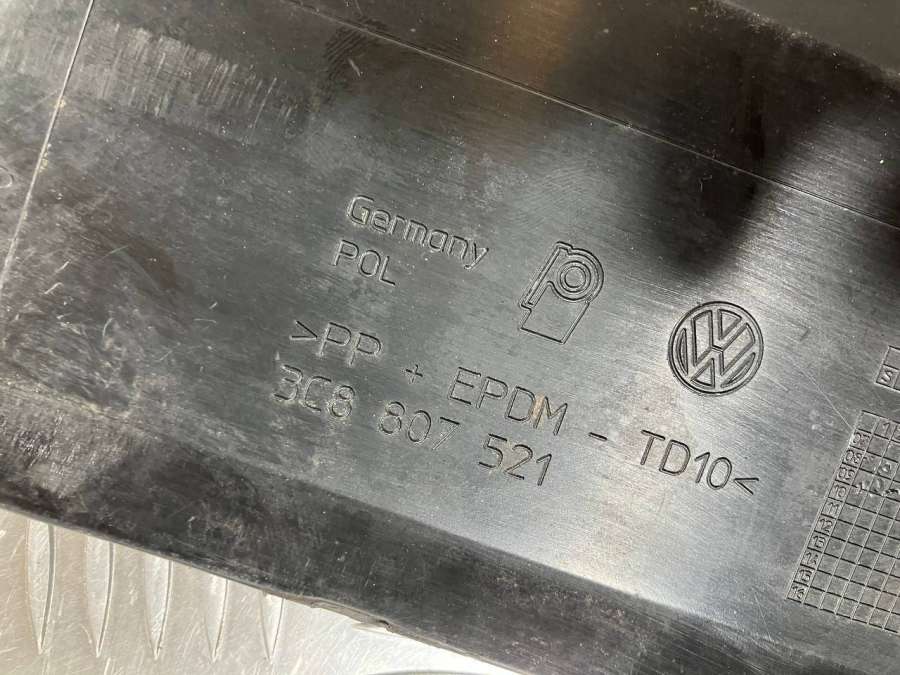 Germany
POL
>PP + EPDM - TD10<
3C8 807 521